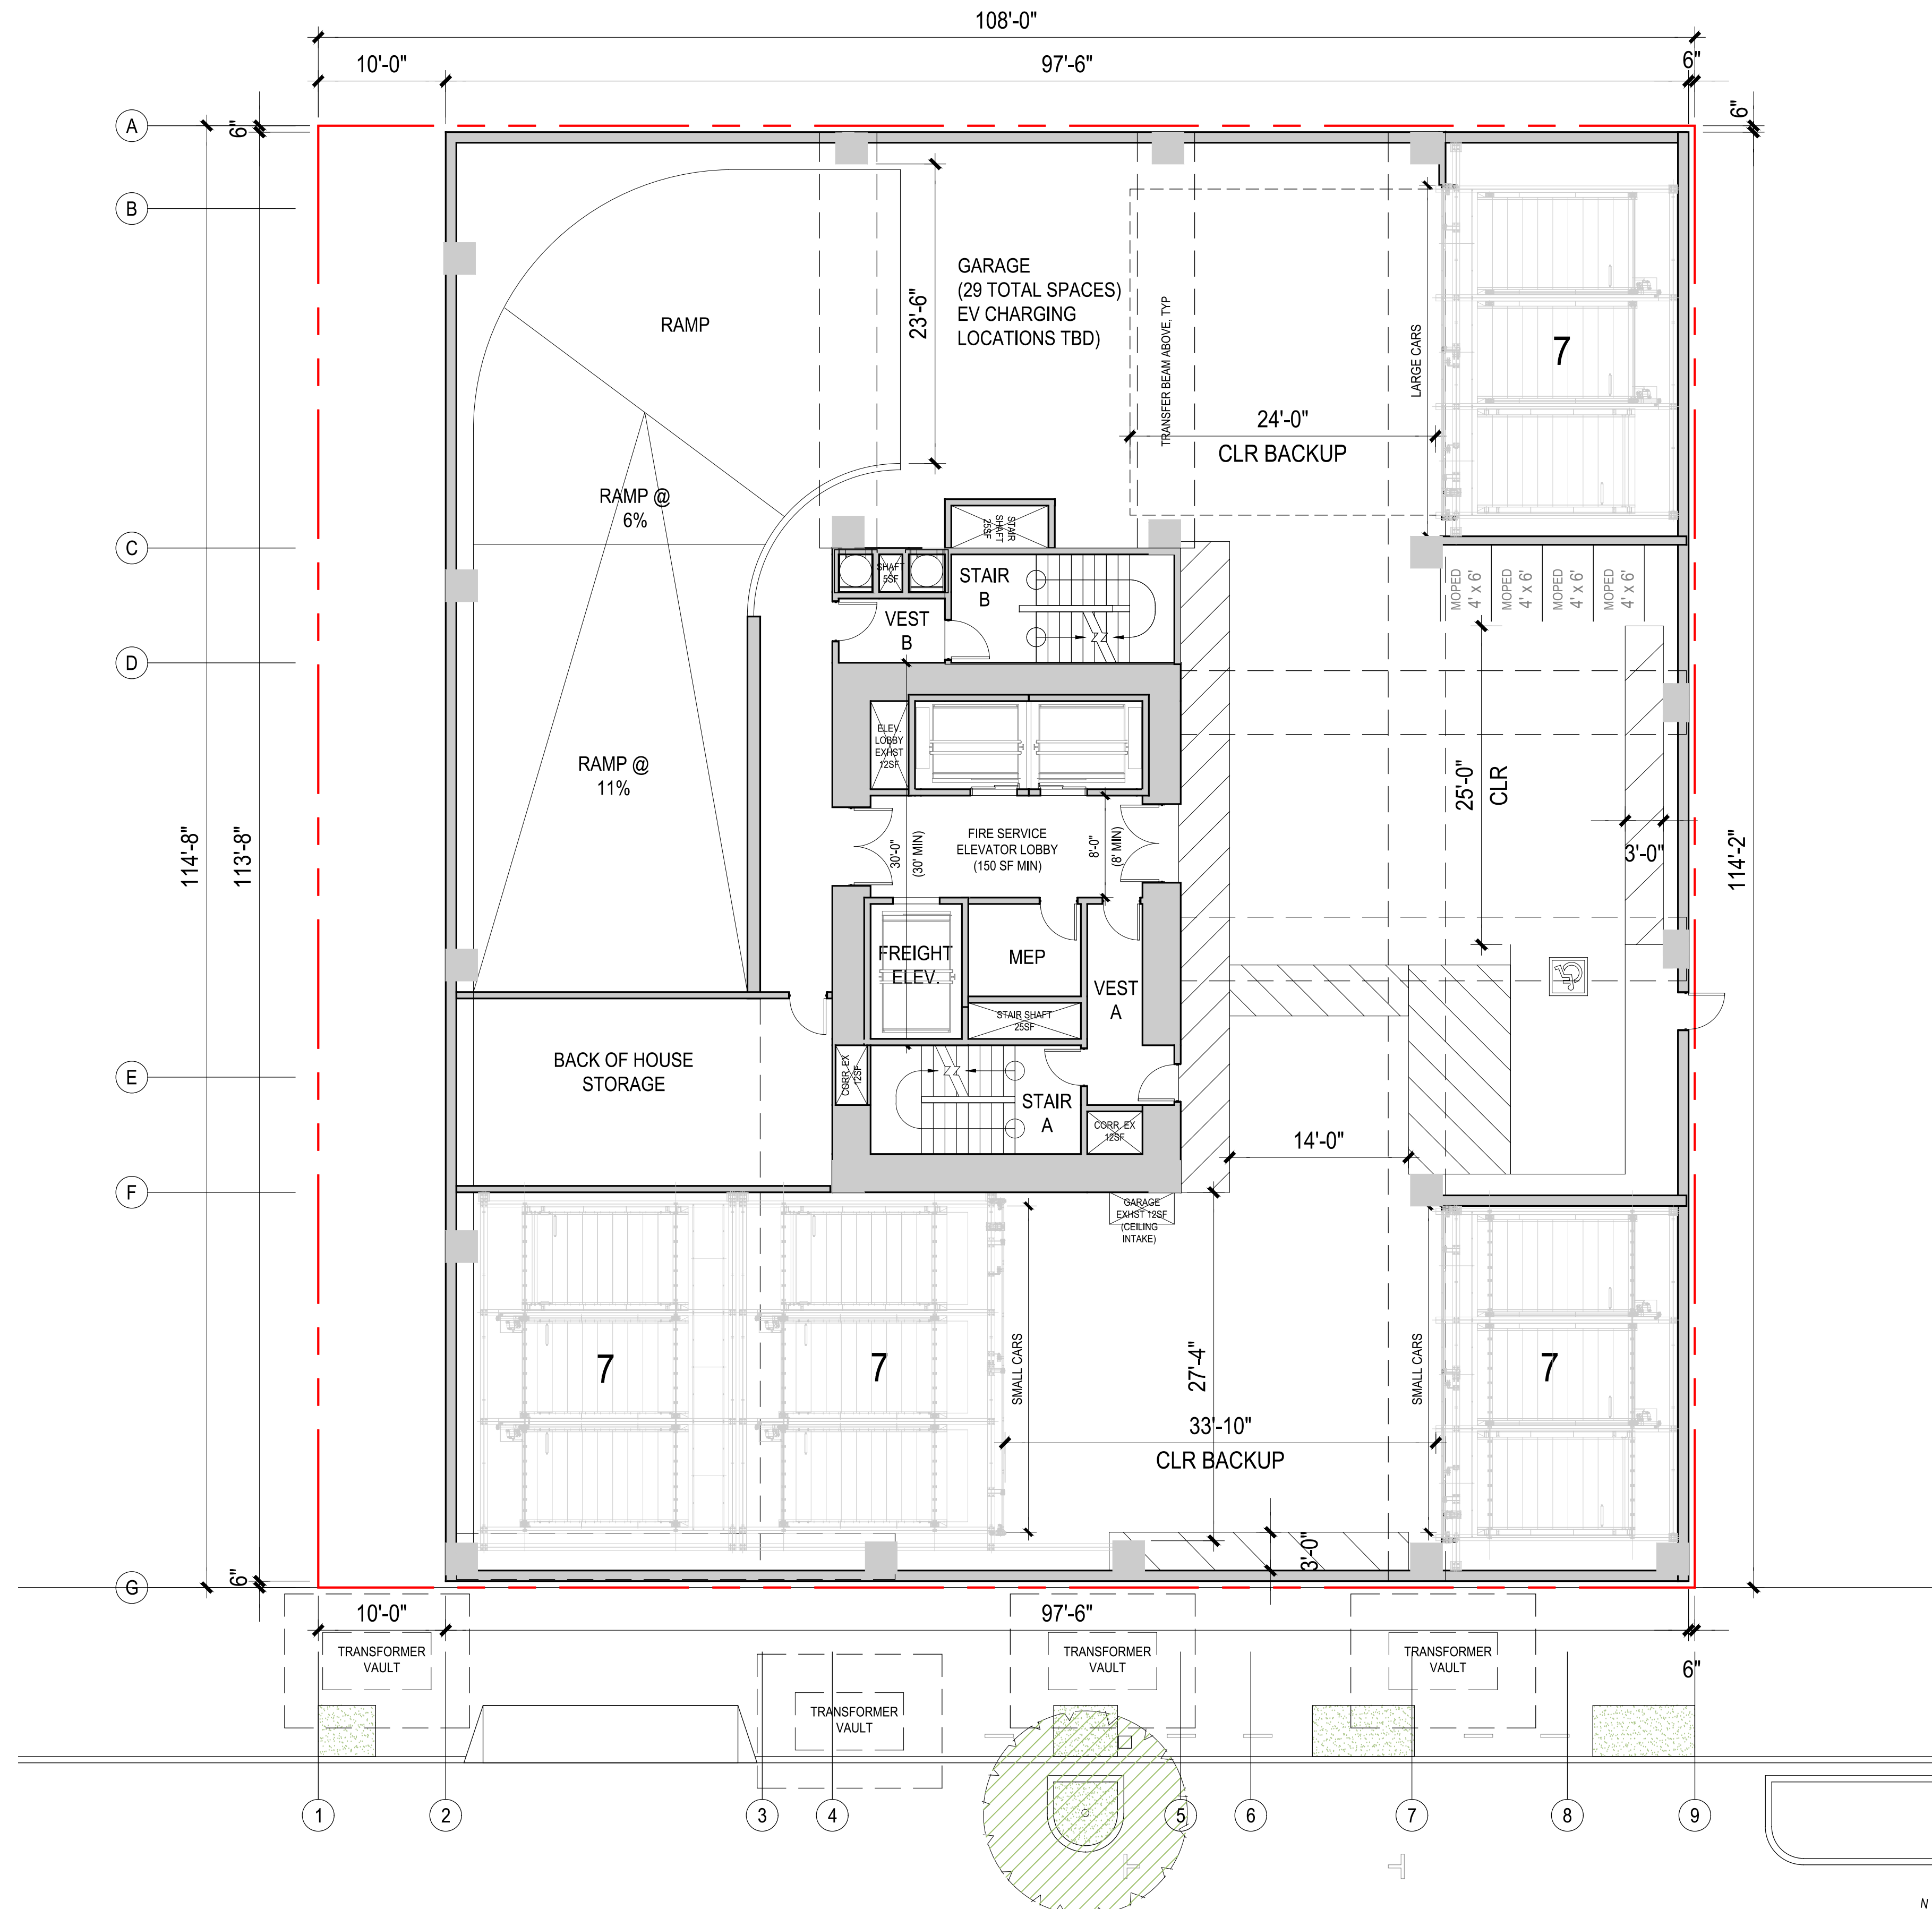 108'-0"
10'-0"
97'-6"
6"
A
6"
6"
B
GARAGE
(29 TOTAL SPACES)
EV CHARGING
LOCATIONS TBD)
RAMP
23'-6"
TRANSFER BEAM ABOVE, TYP
LARGE CARS
7
24'-0"
CLR BACKUP
RAMP @
6%
STAIR
SHAFT
25SF
C
SHAFT
5SF
STAIR
B
MOPED
4' x 6'
MOPED
4' x 6'
MOPED
4' x 6'
MOPED
4' x 6'
VEST
B
D
ELEV.
LOBBY
EXHST
12SF
RAMP @
11%
25'-0"
CLR
114'-8"
113'-8"
30'-0"
(30' MIN)
FIRE SERVICE
ELEVATOR LOBBY
(150 SF MIN)
8'-0"
(8' MIN)
3'-0"
114'-2"
FREIGHT
ELEV.
MEP
VEST
A
STAIR SHAFT
25SF
BACK OF HOUSE
STORAGE
E
CORR. EX
12SF
STAIR
A
CORR. EX
12SF
14'-0"
F
GARAGE
EXHST 12SF
(CEILING
INTAKE)
7
7
SMALL CARS
27'-4"
SMALL CARS
7
33'-10"
CLR BACKUP
3'-0"
G
6"
10'-0"
97'-6"
6"
TRANSFORMER
VAULT
TRANSFORMER
VAULT
TRANSFORMER
VAULT
TRANSFORMER
VAULT
1
2
3
4
5
6
7
8
9
N